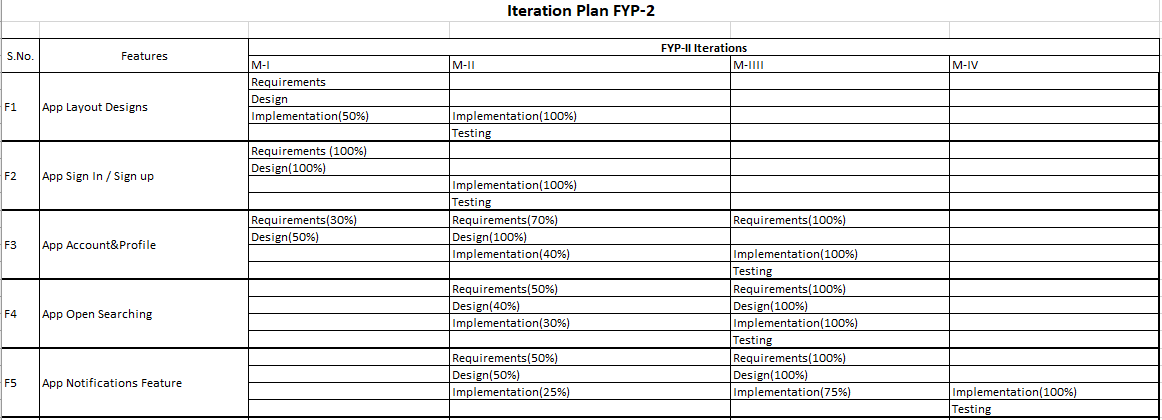 Iteration Plan FYP-2
S.No. Features FYP-II Iterations
M-I M-II M-IIII M-IV
Requirements
Design
F1 App Layout Designs
Implementation(50%) Implementation(100%)
Testing
Requirements (100%)
Design(100%)
F2 App Sign In / Sign up
Implementation(100%)
Testing
Requirements(30%) Requirements(70%) Requirements(100%)
Design(50%) Design(100%)
F3 App Account&Profile
Implementation(40%) Implementation(100%)
Testing
Requirements(50%) Requirements(100%)
Design(40%) Design(100%)
F4 App Open Searching
Implementation(30%) Implementation(100%)
Testing
Requirements(50%) Requirements(100%)
Design(50%) Design(100%)
F5 App Notifications Feature
Implementation(25%) Implementation(75%) Implementation(100%)
Testing